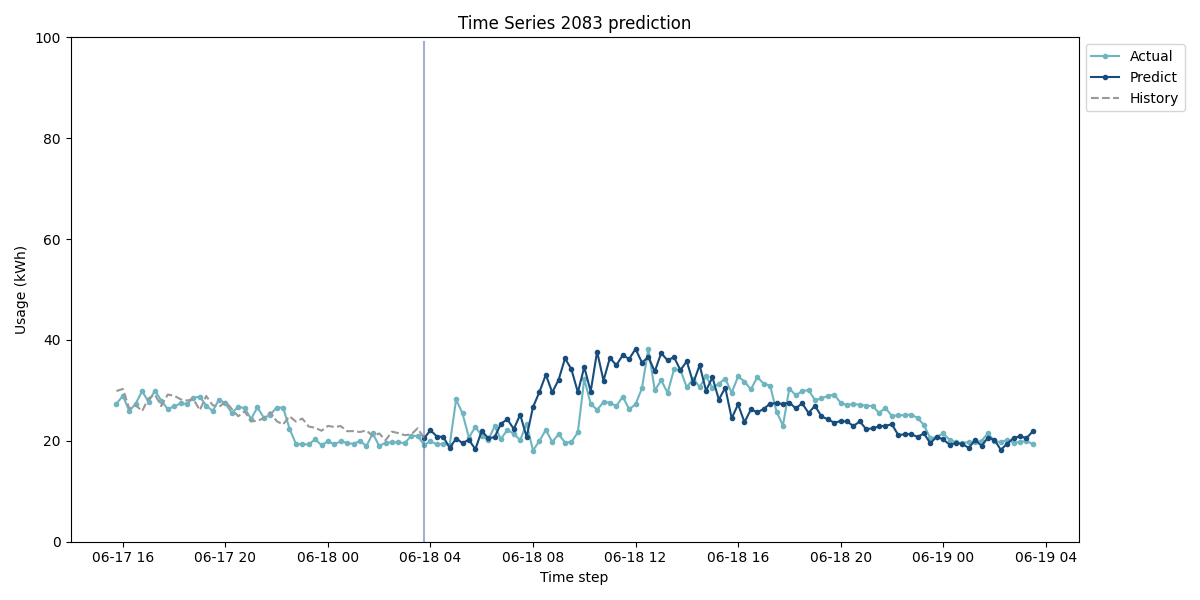 Time Series 2083 prediction
100
80
60
40
20
0
Usage (kWh)
06-17 16 06-17 20 06-18 00 06-18 04 06-18 08 06-18 12 06-18 16 06-18 20 06-19 00 06-19 04
Time step
Actual
Predict
History